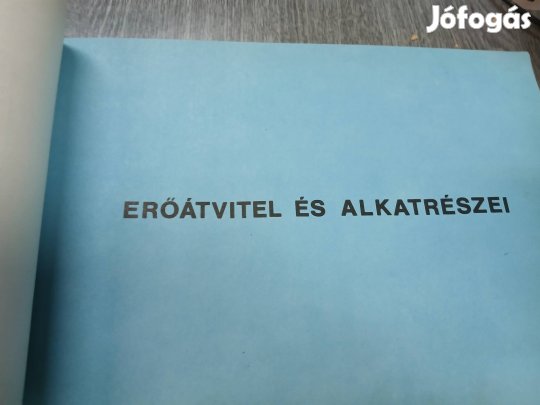 Jófogás
ERŐÁTVITEL ÉS ALKATRÉSZEI